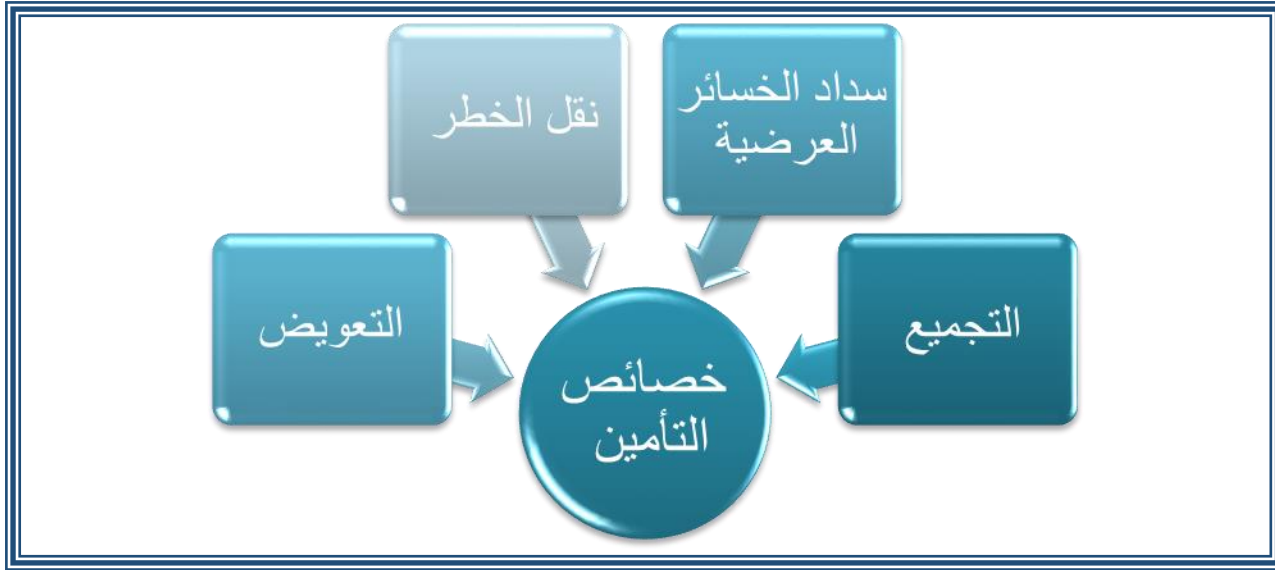 سداد الخسائر
العرضية
نقل الخطر
التجميع
التعويض
خصائص
التأمين